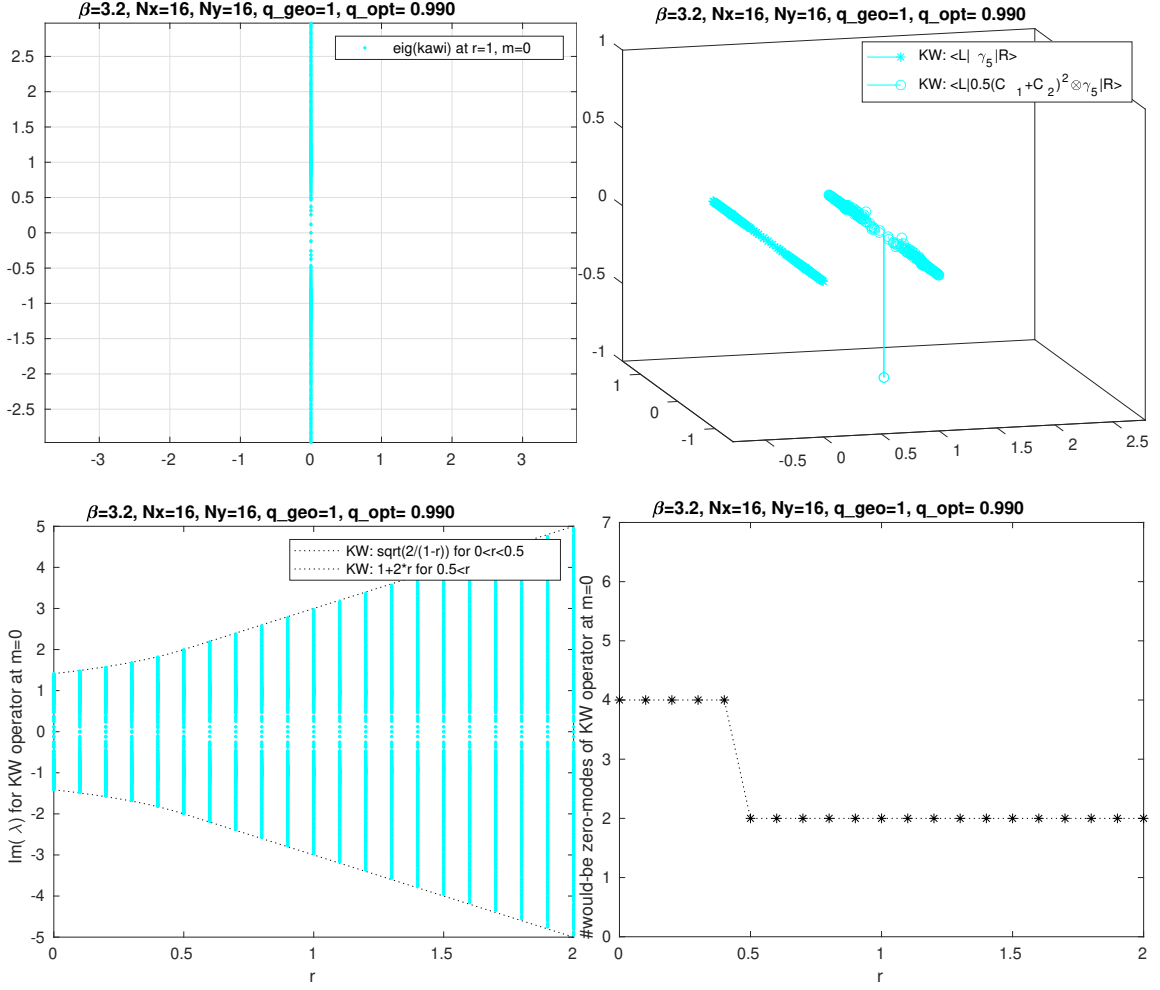 β=3.2, Nx=16, Ny=16, q_geo=1, q_opt= 0.990
2.5
2
1.5
1
0.5
0
-0.5
-1
-1.5
-2
-2.5
-3 -2 -1 0 1 2 3
eig(kawi) at r=1, m=0
β=3.2, Nx=16, Ny=16, q_geo=1, q_opt= 0.990
1
0.5
0
-0.5
-1
1
0
-1
-0.5 0 0.5 1 1.5 2 2.5
KW: <L| γ5|R>
KW: <L|0.5(C 1+C 2)2⊗γ5|R>
β=3.2, Nx=16, Ny=16, q_geo=1, q_opt= 0.990
Im( λ) for KW operator at m=0
5
4
3
2
1
0
-1
-2
-3
-4
-5
0 0.5 1 1.5 2
r
KW: sqrt(2/(1-r)) for 0<r<0.5
KW: 1+2*r for 0.5<r
β=3.2, Nx=16, Ny=16, q_geo=1, q_opt= 0.990
#would-be zero-modes of KW operator at m=0
7
6
5
4
3
2
1
0
0 0.5 1 1.5 2
r